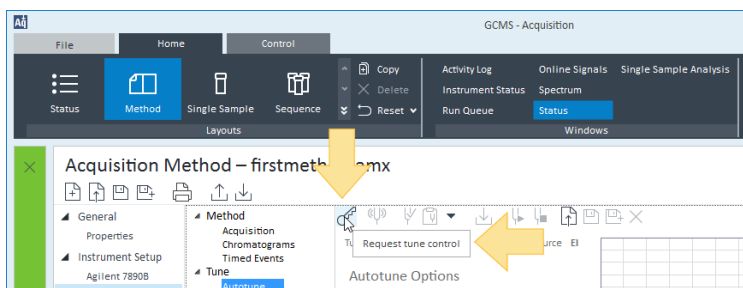 GCMS - Acquisition
File Home Control
Copy Activity Log Online Signals Single Sample Analysis
Delete Instrument Status Spectrum
Status Method Single Sample Sequence Reset Run Queue Status
Layouts Windows
Acquisition Method – firstmeth amx
General Method
Properties Acquisition
Chromatograms
Request tune control
EI
Instrument Setup Timed Events
Agilent 7890B Tune
Autotune Autotune Options